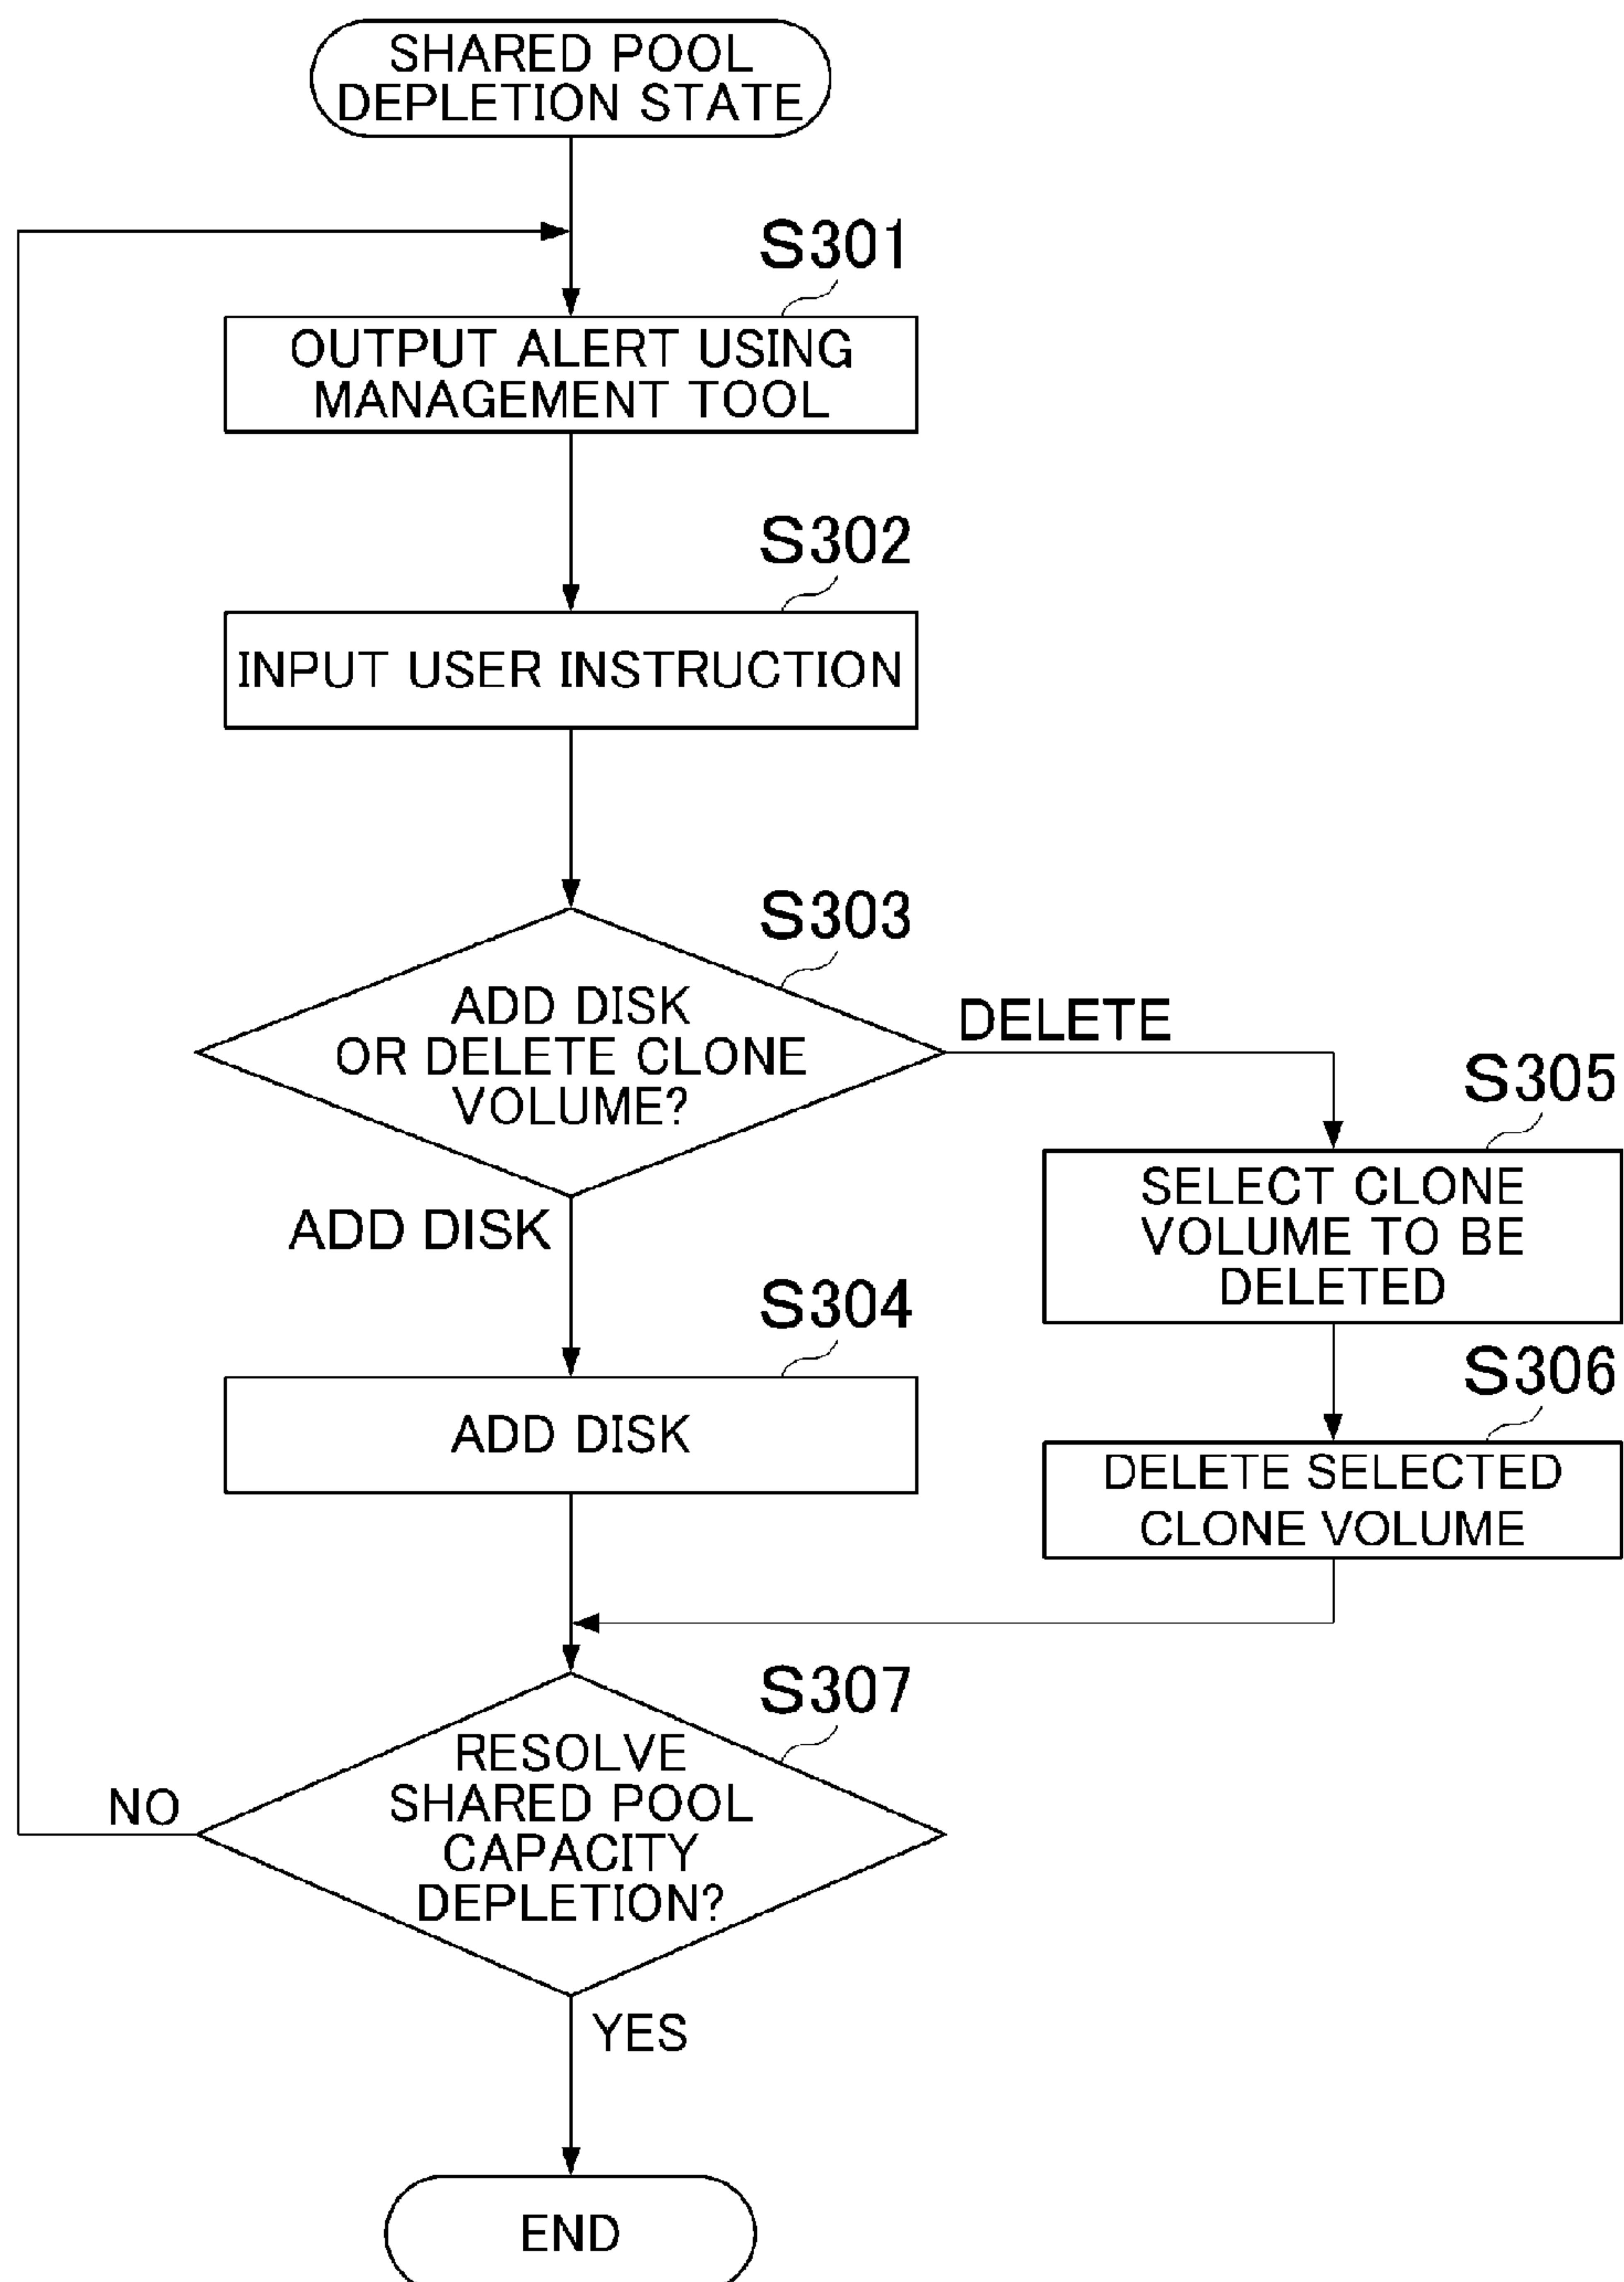 SHARED POOL
DEPLETION STATE
S301
OUTPUT ALERT USING
MANAGEMENT TOOL
S302
INPUT USER INSTRUCTION
S303
ADD DISK
OR DELETE CLONE
VOLUME?
DELETE
ADD DISK
S305
SELECT CLONE
VOLUME TO BE
DELETED
S304
ADD DISK
S306
DELETE SELECTED
CLONE VOLUME
S307
RESOLVE
SHARED POOL
CAPACITY
DEPLETION?
NO
YES
END